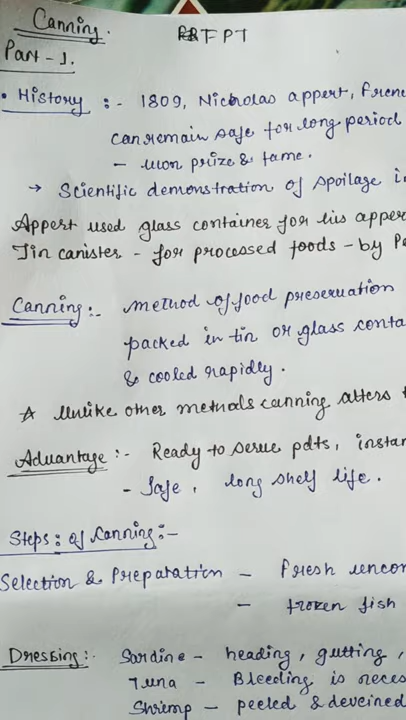 Canning.
FPT
Part - 1.
• History :- 1809, Nicholas appert, Frenc
can remain safe for long period
- won prize & fame.
→ Scientific demonstration of spoilage i
Appert used glass container for his apper
Tin canister - for processed foods - by Pe
Canning:- method of food preservation
packed in tin or glass conta
& cooled rapidly.
☆ Unlike other methods canning alters t
Advantage :- Ready to serve pdts, instan
- Safe, long shelf life.
Steps: of Canning:-
Selection & Preparation - Fresh uncon
- frozen fish
Dressing:- Sardine - heading, gutting,
Tuna - Bleeding is neces
Shrimp - peeled & deveined